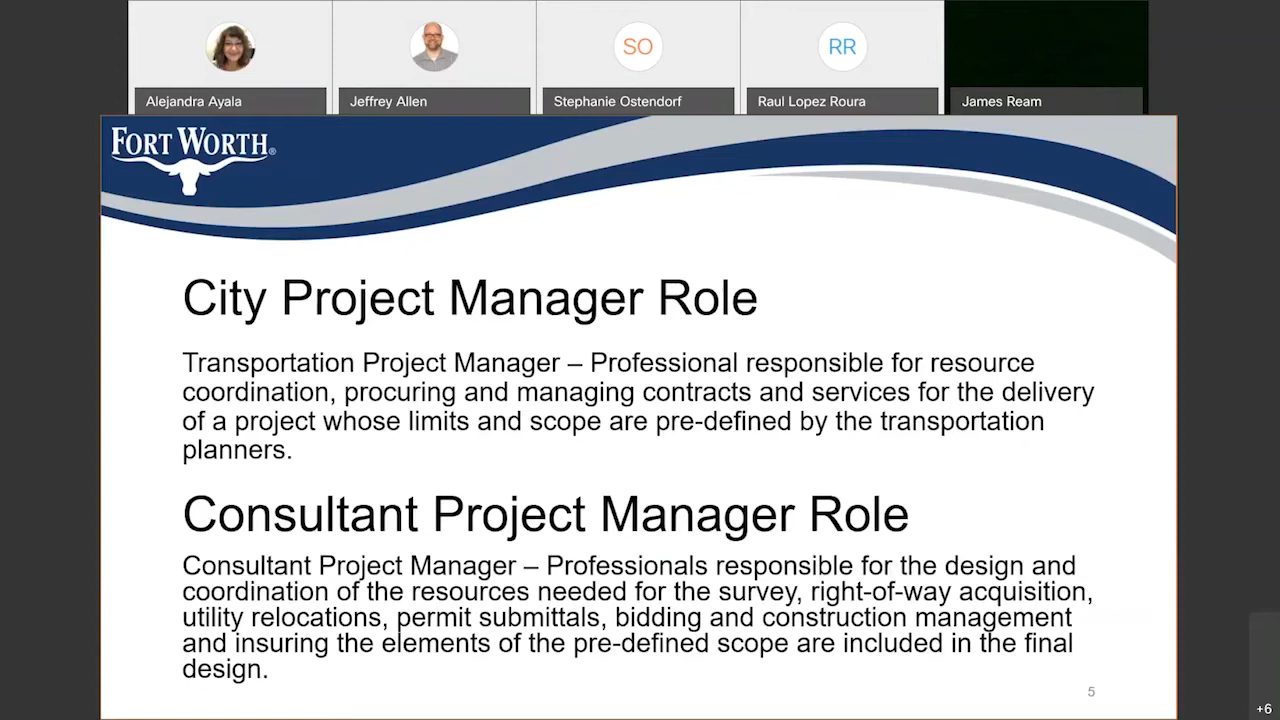 SO
RR
Alejandra Ayala
Jeffrey Allen
Stephanie Ostendorf
Raul Lopez Roura
James Ream
FORT WORTH®
City Project Manager Role
Transportation Project Manager – Professional responsible for resource
coordination, procuring and managing contracts and services for the delivery
of a project whose limits and scope are pre-defined by the transportation
planners.
Consultant Project Manager Role
Consultant Project Manager – Professionals responsible for the design and
coordination of the resources needed for the survey, right-of-way acquisition,
utility relocations, permit submittals, bidding and construction management
and insuring the elements of the pre-defined scope are included in the final
design.
5
+6